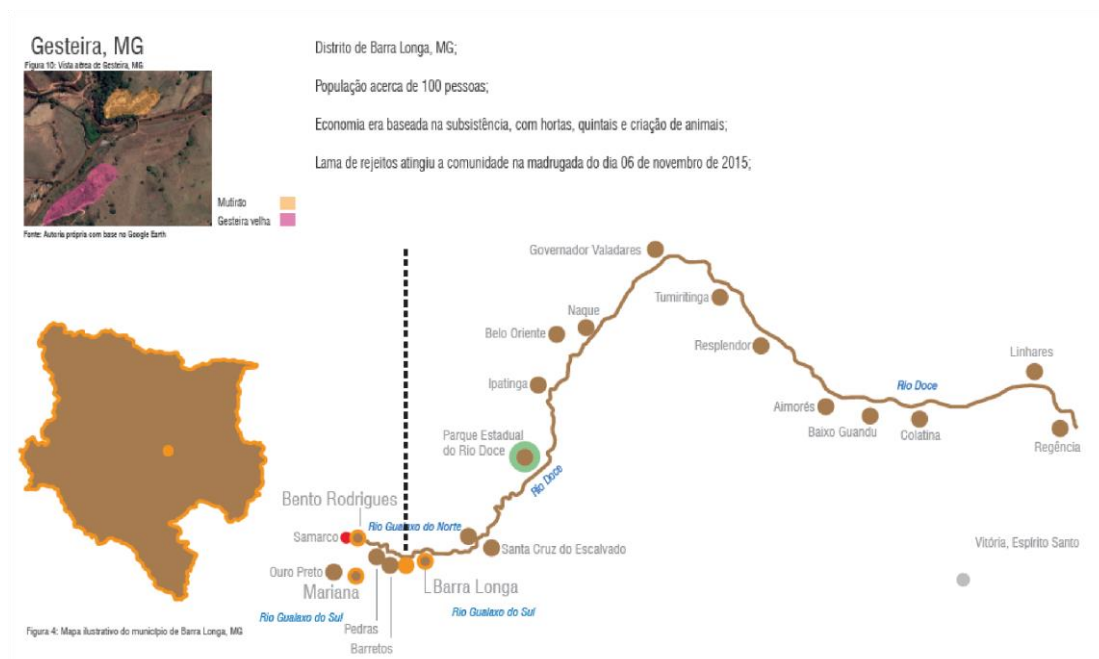 Gesteira, MG
Figura 10: Vista aérea de Gesteira, MG
Mutirão
Gesteira velha
Fonte: Autoria própria com base no Google Earth
Distrito de Barra Longa, MG;
População acerca de 100 pessoas;
Economia era baseada na subsistência, com hortas, quintais e criação de animais;
Lama de rejeitos atingiu a comunidade na madrugada do dia 06 de novembro de 2015;
Governador Valadares
Tumiritinga
Naque
Belo Oriente
Resplendor
Linhares
Ipatinga
Rio Doce
Aimorés
Baixo Guandu
Colatina
Regência
Parque Estadual
do Rio Doce
Rio Doce
Bento Rodrigues
Rio Gualaxo do Norte
Samarco
Santa Cruz do Escalvado
Vitória, Espírito Santo
Ouro Preto
Mariana
Barra Longa
Rio Gualaxo do Sul
Rio Gualaxo do Sul
Pedras
Barretos
Figura 4: Mapa ilustrativo do município de Barra Longa, MG